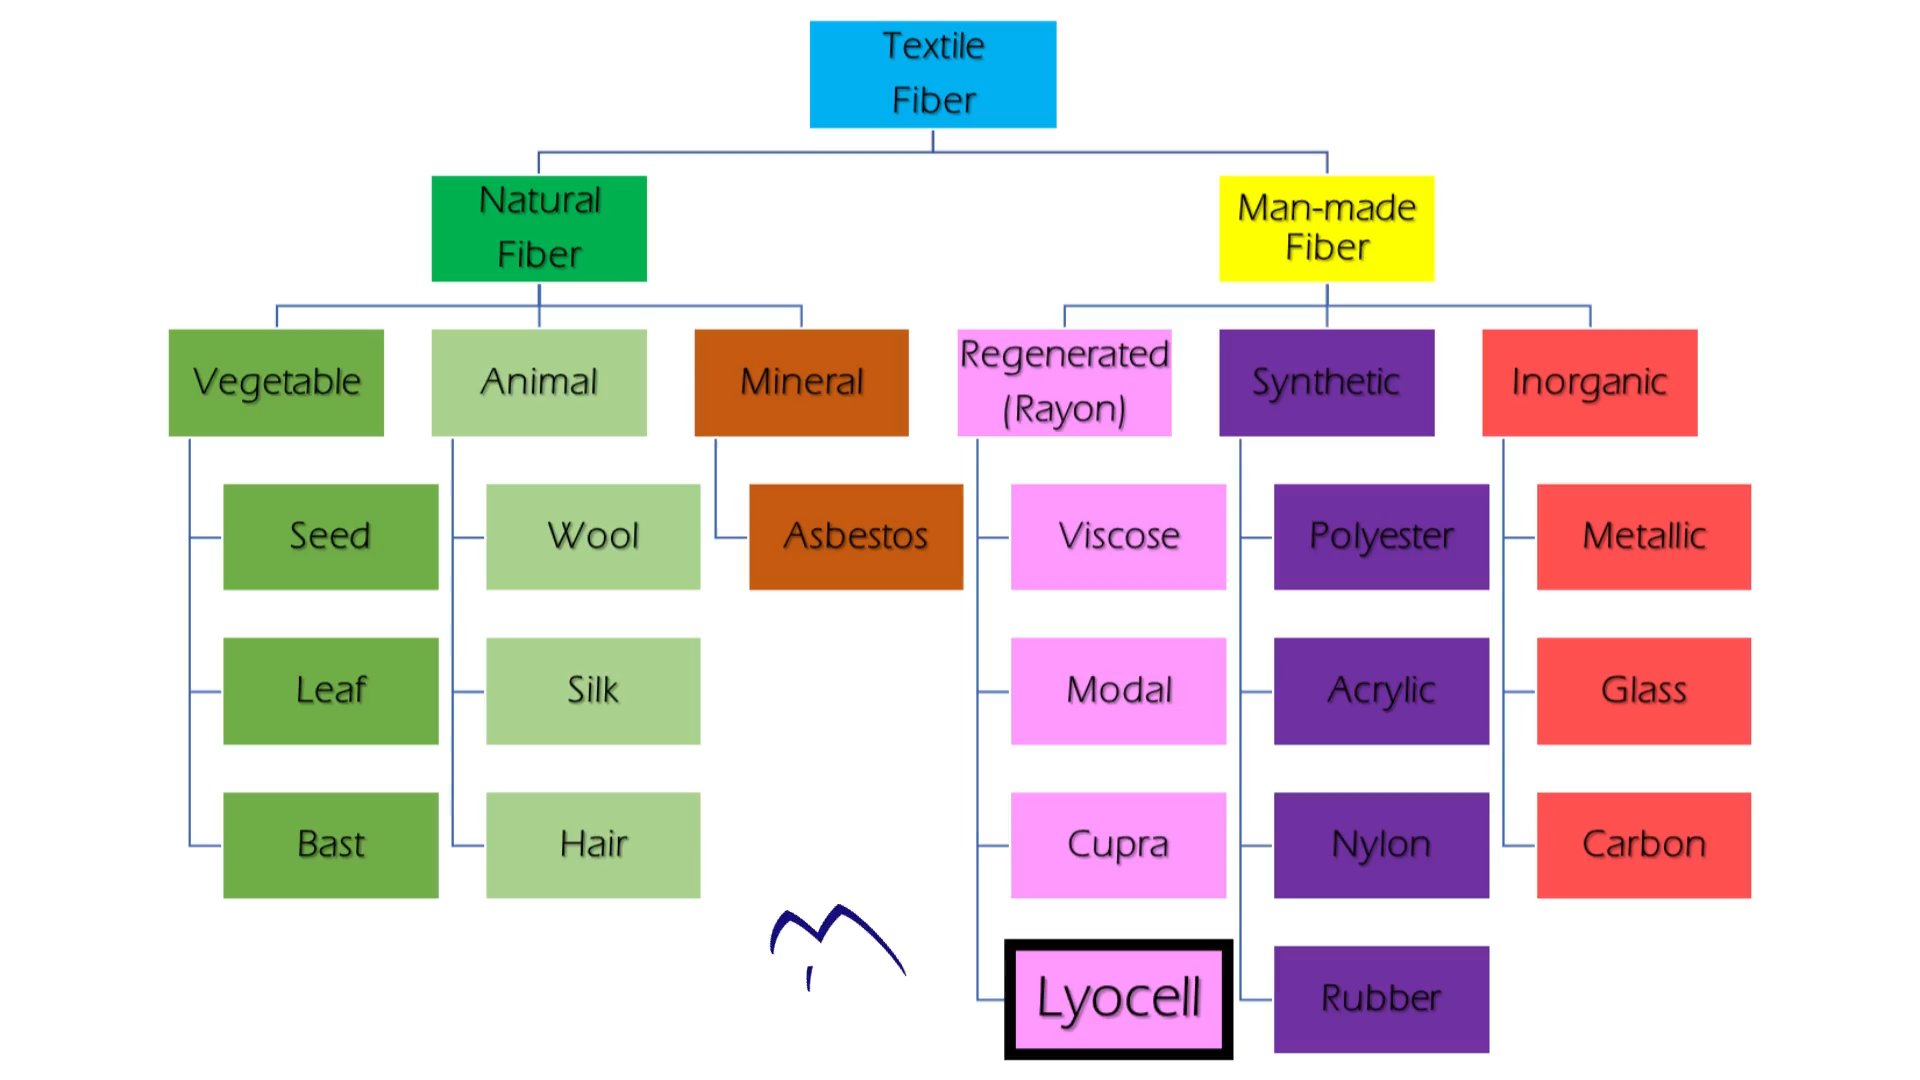 Textile
Fiber
Natural
Fiber
Man-made
Fiber
Vegetable
Animal
Mineral
Regenerated
(Rayon)
Synthetic
Inorganic
Seed
Wool
Asbestos
Viscose
Polyester
Metallic
Leaf
Silk
Modal
Acrylic
Glass
Bast
Hair
Cupra
Nylon
Carbon
Lyocell
Rubber